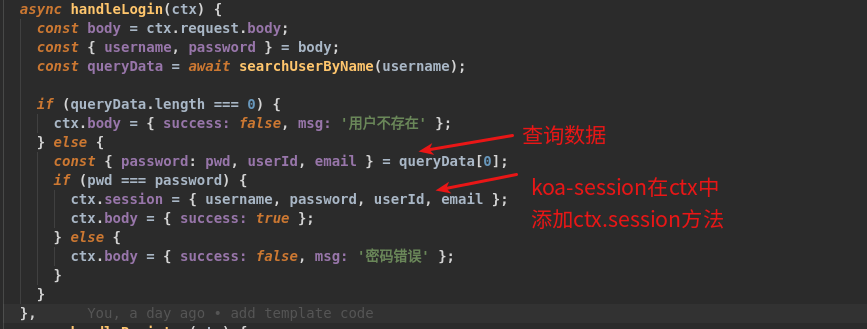 async handleLogin(ctx) {
const body = ctx.request.body;
const { username, password } = body;
const queryData = await searchUserByName(username);
if (queryData.length === 0) {
ctx.body = { success: false, msg: '用户不存在' };
} else {
查询数据
const { password: pwd, userId, email } = queryData[0];
if (pwd === password) {
koa-session在ctx中
添加ctx.session方法
ctx.session = { username, password, userId, email };
ctx.body = { success: true };
} else {
ctx.body = { success: false, msg: '密码错误' };
}
}
},
You, a day ago • add template code